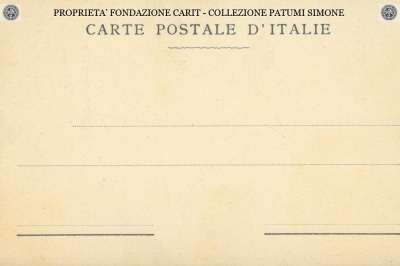 PROPRIETA' FONDAZIONE CARIT - COLLEZIONE PATUMI SIMONE
CARTE POSTALE D'ITALIE